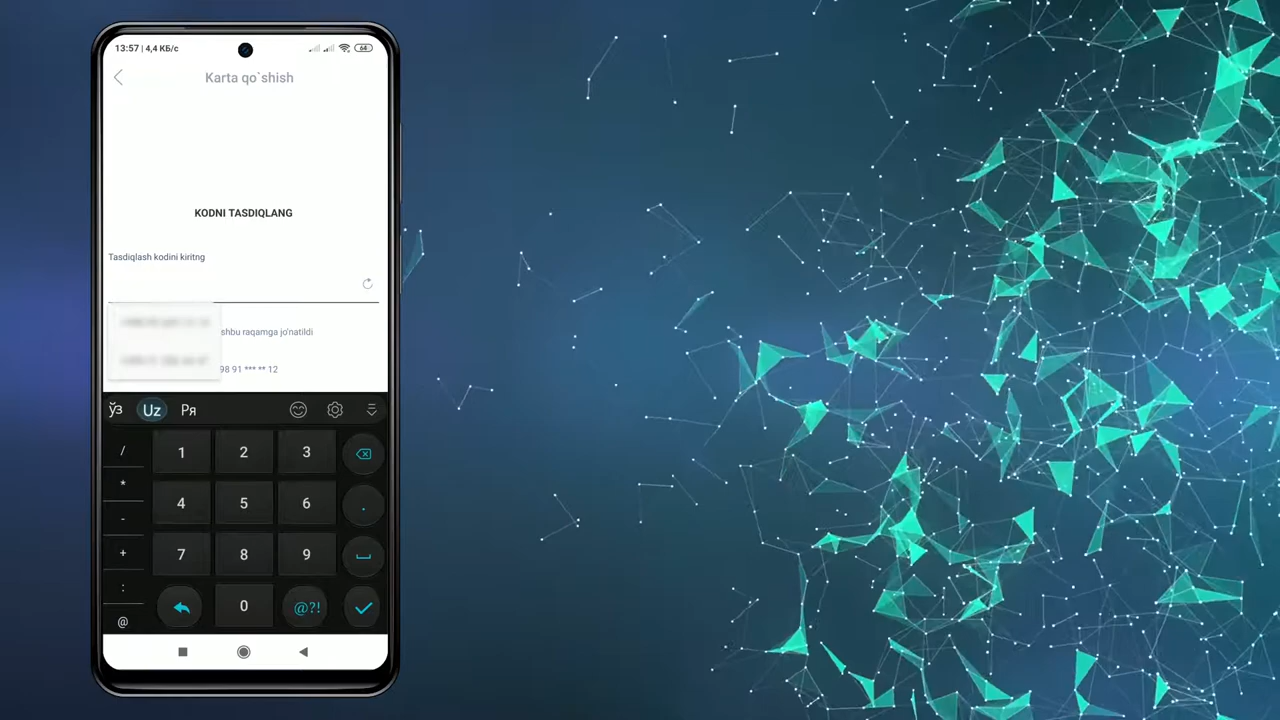 13:57 | 4,4 КБ/с
64
Karta qo`shish
KODNI TASDIQLANG
Tasdiqlash kodini kiritng
shbu raqamga jo'natildi
98 91 *** ** 12
ўз Uz Ря
/ 1 2 3
*
4 5 6 .
-
+ 7 8 9
:
0 @?!
@